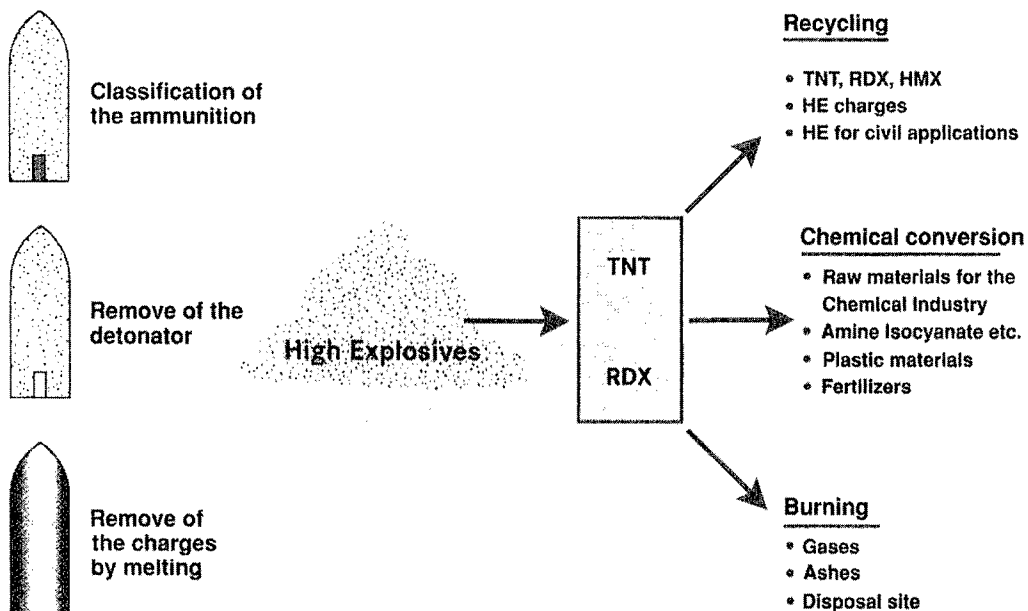 Classification of
the ammunition
Remove of the
detonator
Remove of
the charges
by melting
High Explosives
TNT
RDX
Recycling
• TNT, RDX, HMX
• HE charges
• HE for civil applications
Chemical conversion
• Raw materials for the
Chemical Industry
• Amine Isocyanate etc.
• Plastic materials
• Fertilizers
Burning
• Gases
• Ashes
• Disposal site